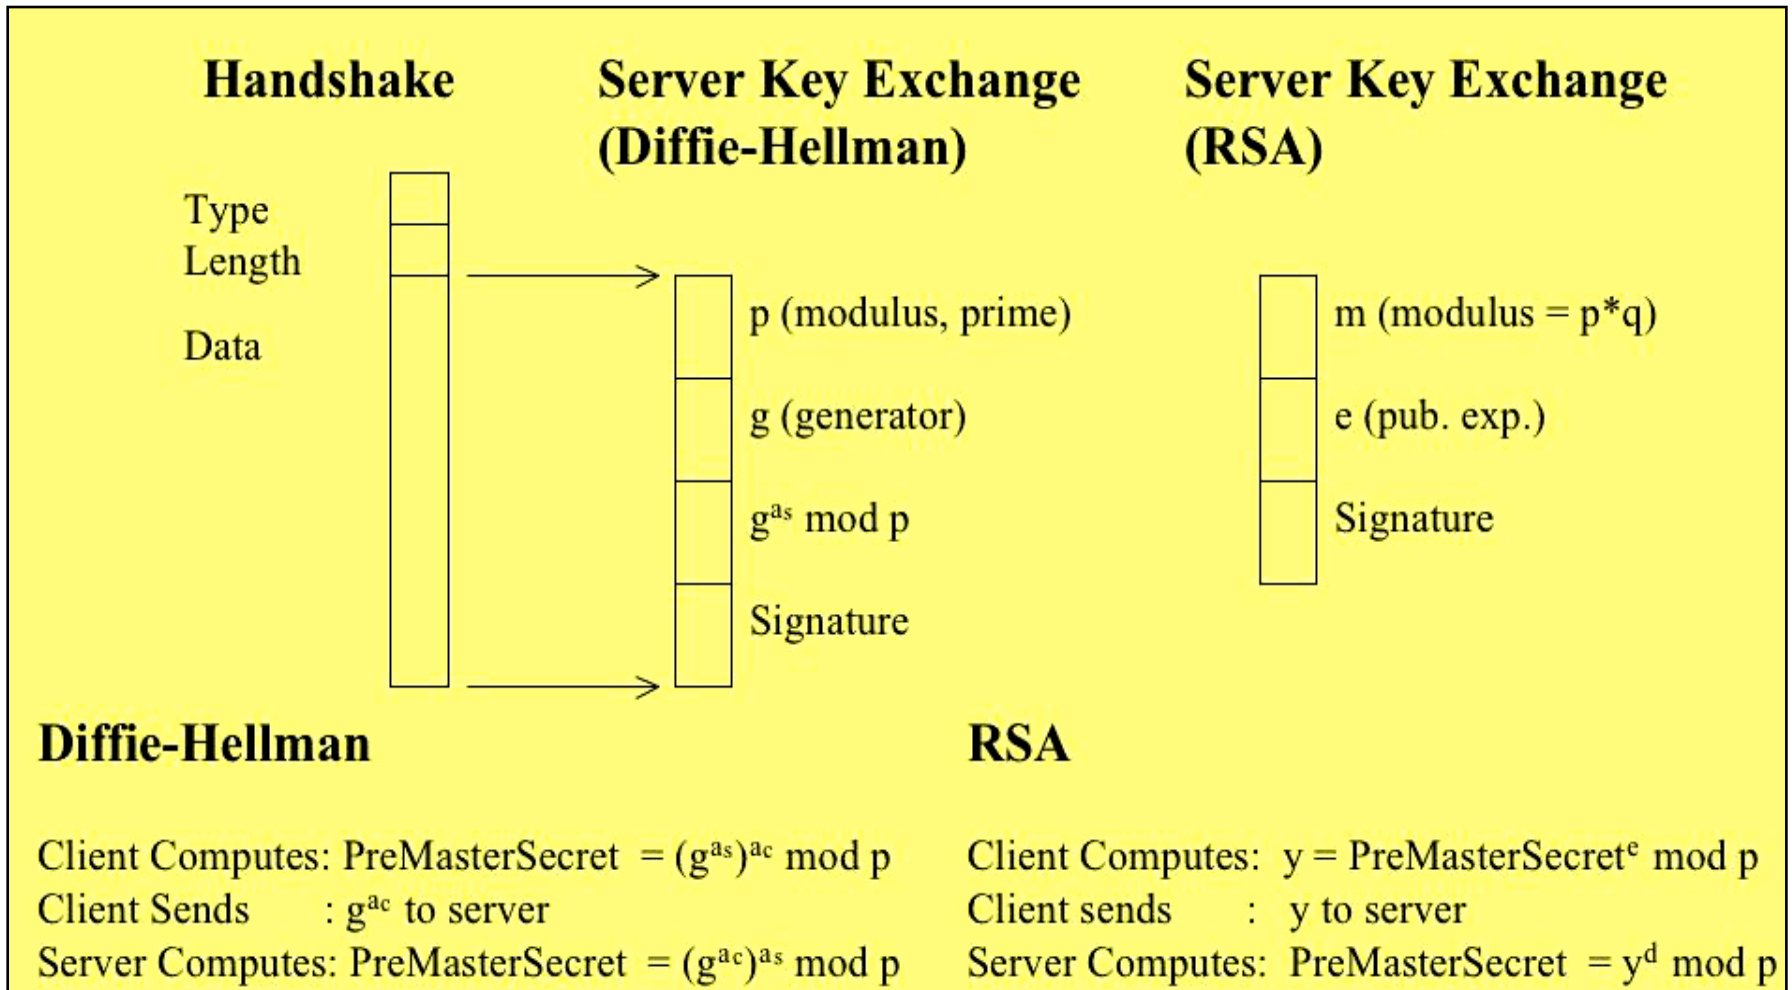 Handshake
Server Key Exchange
(Diffie-Hellman)
Server Key Exchange
(RSA)
Type
Length
Data
p (modulus, prime)
g (generator)
g^as mod p
Signature
m (modulus = p*q)
e (pub. exp.)
Signature
Diffie-Hellman
Client Computes: PreMasterSecret = (g^as)^ac mod p
Client Sends : g^ac to server
Server Computes: PreMasterSecret = (g^ac)^as mod p
RSA
Client Computes: y = PreMasterSecret^e mod p
Client sends : y to server
Server Computes: PreMasterSecret = y^d mod p